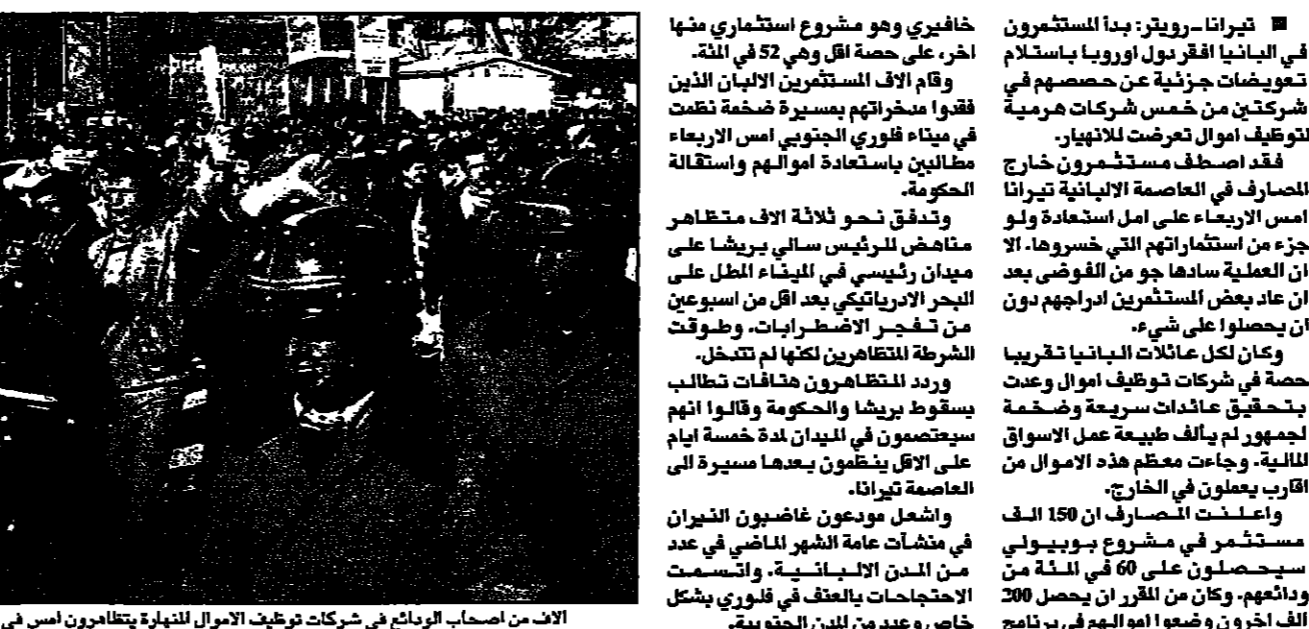 ■ تيرانا ـ رويتر: بدأ المستثمرون
في البانيا افقر دول اوروبا باستلام
تعويضات جزئية عن حصصهم في
شركتين من خمس شركات هرمية
لتوظيف اموال تعرضت للانهيار.
فقد اصطف مستثمرون خارج
المصارف في العاصمة الالبانية تيرانا
امس الاربعاء على امل استعادة ولو
جزء من استثماراتهم التي خسروها. الا
ان العملية سادها جو من الفوضى بعد
ان عاد بعض المستثمرين ادراجهم دون
ان يحصلوا على شيء.
وكان لكل عائلات البانيا تقريبا
حصة في شركات توظيف اموال وعدت
بتحقيق عائدات سريعة وضخمة
لجمهور لم يألف طبيعة عمل الاسواق
المالية. وجاءت معظم هذه الاموال من
اقارب يعملون في الخارج.
واعلنت المصارف ان 150 الف
مستثمر في مشروع بوبيولي
سيحصلون على 60 في المئة من
ودائعهم. وكان من المقرر ان يحصل 200
الف اخرون وضعوا اموالهم في برنامج
خافيري وهو مشروع استثماري منها
اخر، على حصة اقل وهي 52 في المئة.
وقام الاف المستثمرين الالبان الذين
فقدوا مدخراتهم بمسيرة ضخمة نظمت
في ميناء فلوري الجنوبي امس الاربعاء
مطالبين باستعادة اموالهم واستقالة
الحكومة.
وتدفق نحو ثلاثة الاف متظاهر
مناهض للرئيس سالي بريشا على
ميدان رئيسي في الميناء المطل على
البحر الادرياتيكي بعد اقل من اسبوعين
من تفجر الاضطرابات. وطوقت
الشرطة المتظاهرين لكنها لم تتدخل.
وردد المتظاهرون هتافات تطالب
بسقوط بريشا والحكومة وقالوا انهم
سيعتصمون في الميدان لمدة خمسة ايام
على الاقل ينظمون بعدها مسيرة الى
العاصمة تيرانا.
واشعل مودعون غاضبون النيران
في منشآت عامة الشهر الماضي في عدد
من المدن الالبانية. واتسمت
الاحتجاجات بالعنف في فلوري بشكل
خاص وعدد من المدن الجنوبية.
الاف من اصحاب الودائع في شركات توظيف الاموال المنهارة يتظاهرون امس في